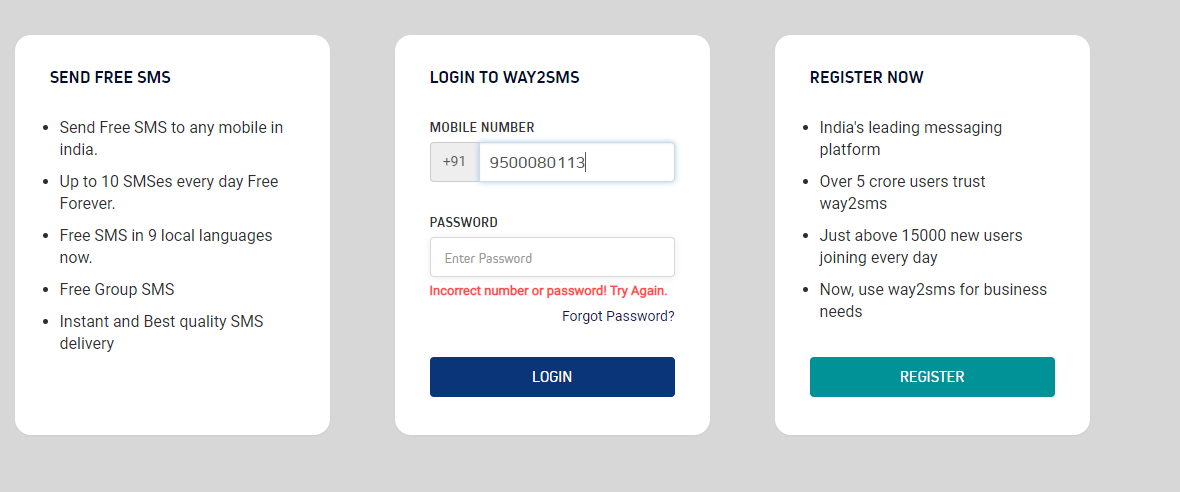 SEND FREE SMS
Send Free SMS to any mobile in
india.
Up to 10 SMSes every day Free
Forever.
Free SMS in 9 local languages
now.
Free Group SMS
Instant and Best quality SMS
delivery
LOGIN TO WAY2SMS
MOBILE NUMBER
+91 9500080113
PASSWORD
Enter Password
Incorrect number or password! Try Again.
Forgot Password?
LOGIN
REGISTER NOW
India's leading messaging
platform
Over 5 crore users trust
way2sms
Just above 15000 new users
joining every day
Now, use way2sms for business
needs
REGISTER